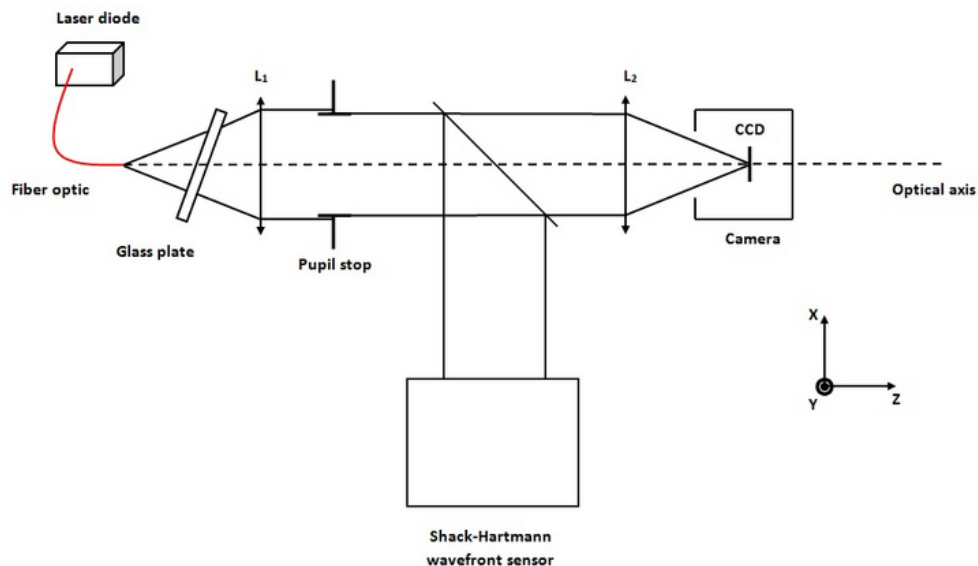 Laser diode
L₁
L₂
CCD
Fiber optic
Optical axis
Glass plate
Pupil stop
Camera
X
Y
Z
Shack-Hartmann
wavefront sensor